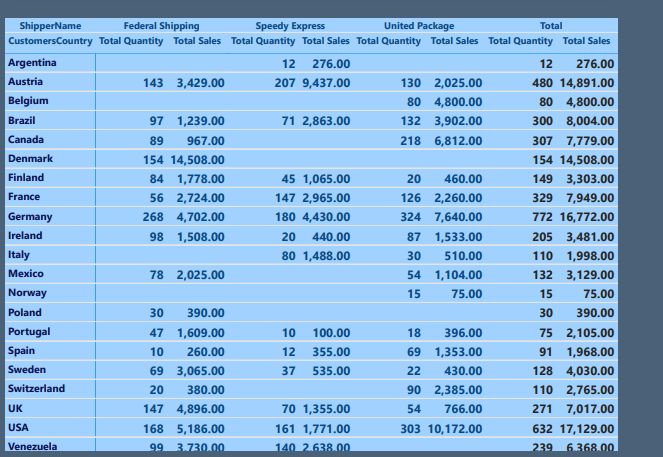 ShipperName Federal Shipping Speedy Express United Package Total
CustomersCountry Total Quantity Total Sales Total Quantity Total Sales Total Quantity Total Sales Total Quantity Total Sales
Argentina 12 276.00 12 276.00
Austria 143 3,429.00 207 9,437.00 130 2,025.00 480 14,891.00
Belgium 80 4,800.00 80 4,800.00
Brazil 97 1,239.00 71 2,863.00 132 3,902.00 300 8,004.00
Canada 89 967.00 218 6,812.00 307 7,779.00
Denmark 154 14,508.00 154 14,508.00
Finland 84 1,778.00 45 1,065.00 20 460.00 149 3,303.00
France 56 2,724.00 147 2,965.00 126 2,260.00 329 7,949.00
Germany 268 4,702.00 180 4,430.00 324 7,640.00 772 16,772.00
Ireland 98 1,508.00 20 440.00 87 1,533.00 205 3,481.00
Italy 80 1,488.00 30 510.00 110 1,998.00
Mexico 78 2,025.00 54 1,104.00 132 3,129.00
Norway 15 75.00 15 75.00
Poland 30 390.00 30 390.00
Portugal 47 1,609.00 10 100.00 18 396.00 75 2,105.00
Spain 10 260.00 12 355.00 69 1,353.00 91 1,968.00
Sweden 69 3,065.00 37 535.00 22 430.00 128 4,030.00
Switzerland 20 380.00 90 2,385.00 110 2,765.00
UK 147 4,896.00 70 1,355.00 54 766.00 271 7,017.00
USA 168 5,186.00 161 1,771.00 303 10,172.00 632 17,129.00
Venezuela 99 3,730.00 140 2,638.00 239 6,368.00